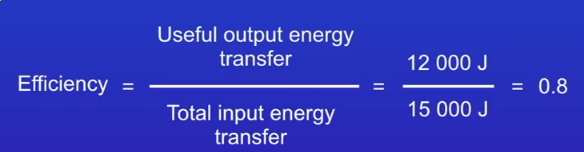 Useful output energy
transfer
Efficiency =
Total input energy
transfer
=
12 000 J
15 000 J
= 0.8